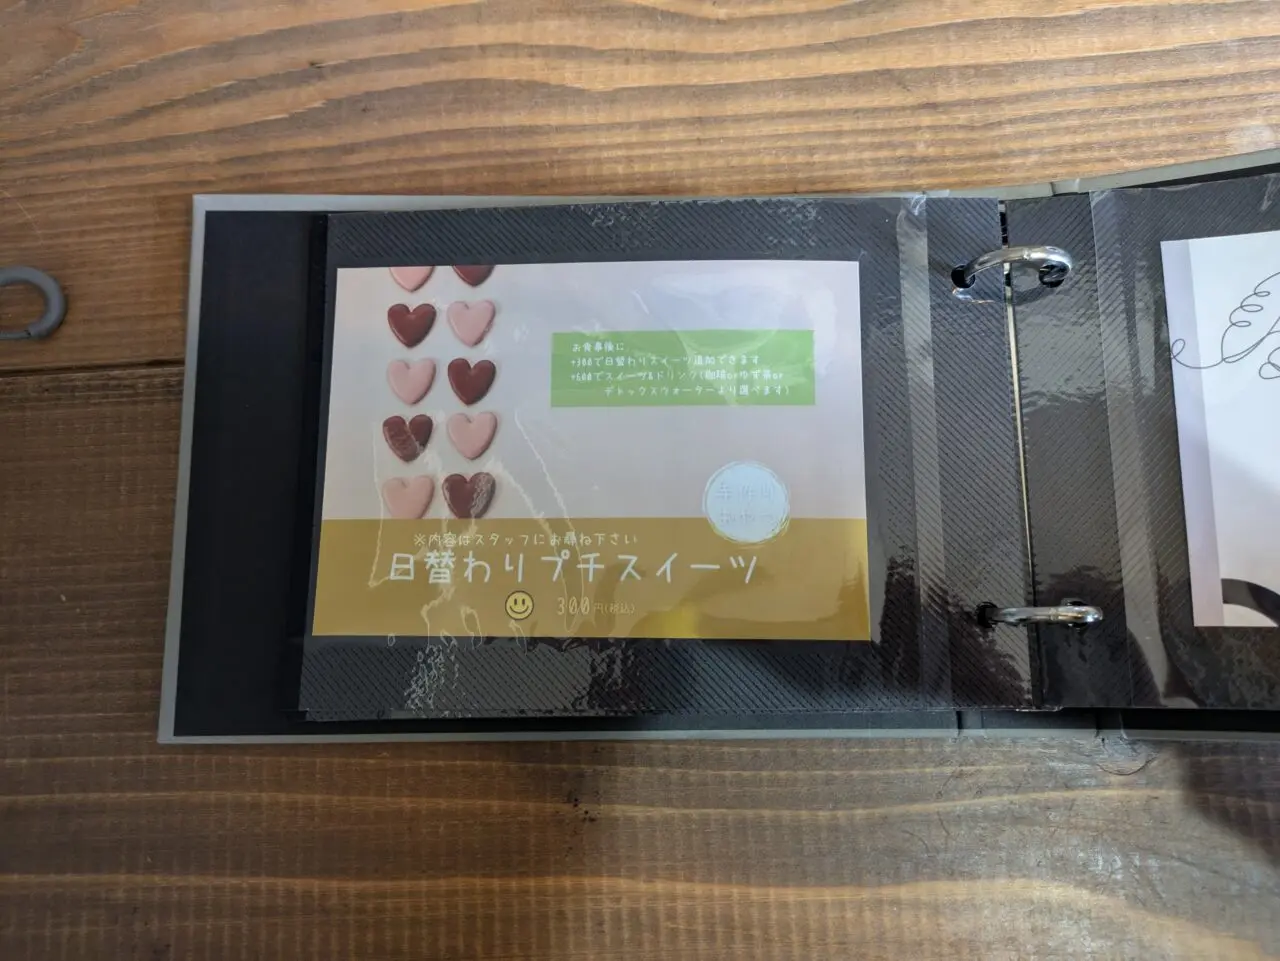 お食事後に
+300で日替わりスイーツ追加できます
+500でスイーツ&ドリンク(珈琲orゆず茶or
デトックスウォーターより選べます)
※内容はスタッフにお尋ね下さい
日替わりプチスイーツ
300円(税込)